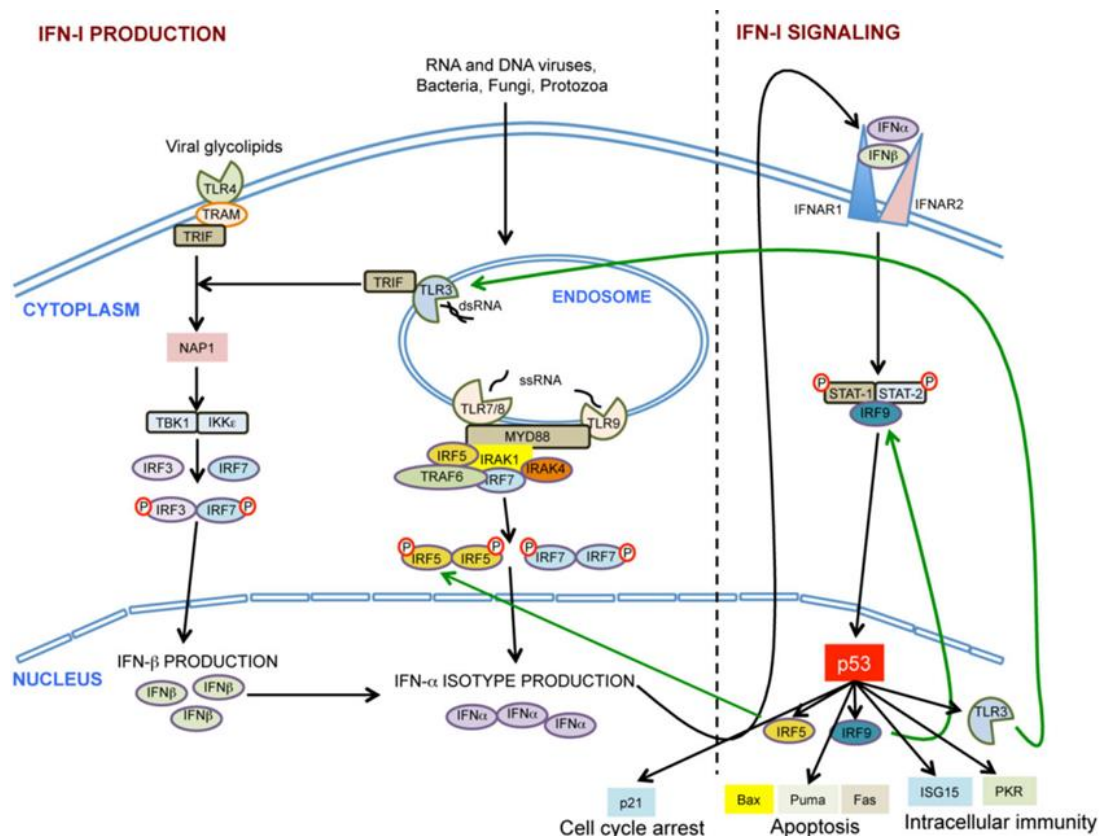 IFN-I PRODUCTION
IFN-I SIGNALING
RNA and DNA viruses,
Bacteria, Fungi, Protozoa
Viral glycolipids
TLR4
TRAM
TRIF
IFNα
IFNβ
IFNAR1
IFNAR2
CYTOPLASM
TRIF
TLR3
dsRNA
ENDOSOME
NAP1
ssRNA
TLR7/8
TLR9
MYD88
IRF5
IRAK1
IRAK4
TRAF6
IRF7
TBK1
IKKε
IRF3
IRF7
P
IRF3
IRF7
P
P
IRF5
IRF5
P
IRF7
IRF7
P
P
STAT-1
STAT-2
P
IRF9
NUCLEUS
IFN-β PRODUCTION
IFNβ
IFNβ
IFNβ
IFN-α ISOTYPE PRODUCTION
IFNα
IFNα
IFNα
p53
IRF5
IRF9
TLR3
p21
Cell cycle arrest
Bax
Puma
Fas
Apoptosis
ISG15
PKR
Intracellular immunity